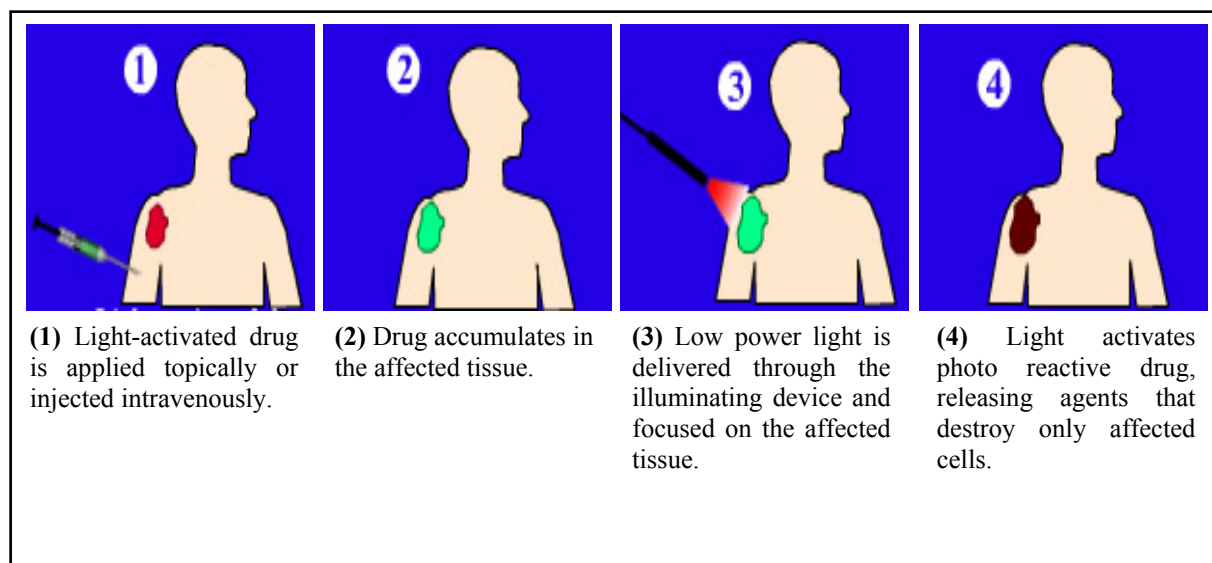 1
2
3
4
(1) Light-activated drug
is applied topically or
injected intravenously.
(2) Drug accumulates in
the affected tissue.
(3) Low power light is
delivered through the
illuminating device and
focused on the affected
tissue.
(4) Light activates
photo reactive drug,
releasing agents that
destroy only affected
cells.